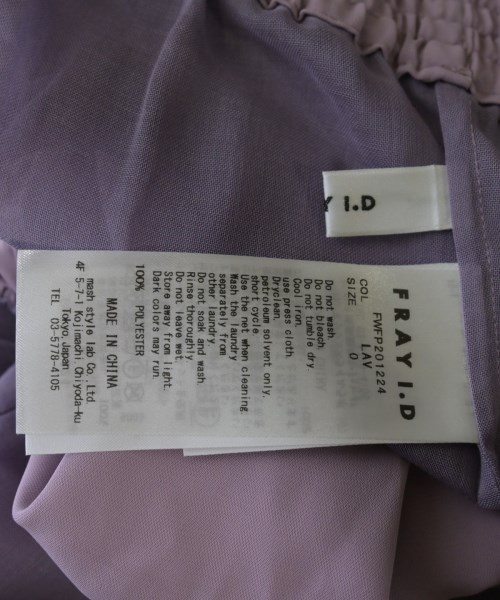 Y I.D
FRAY I.D
FWFP201224
COL LAV
SIZE 0
Do not wash
Do not bleach
Do not tumble dry
Cool iron.
use press cloth
Dryclean,
petroleum solvent only.
short cycle
Use the net when cleaning.
Wash the laundry
separately from
other laundry.
Do not soak and wash
Rinse thoroughly
Do not leave wet
Store away from light.
Dark colors may run.
100% POLYESTER
MADE IN CHINA
mash style lab Co.,Ltd.
4F 5-7-1 Kojimachi Chiyoda-ku
Tokyo,Japan
TEL 03-5778-4105